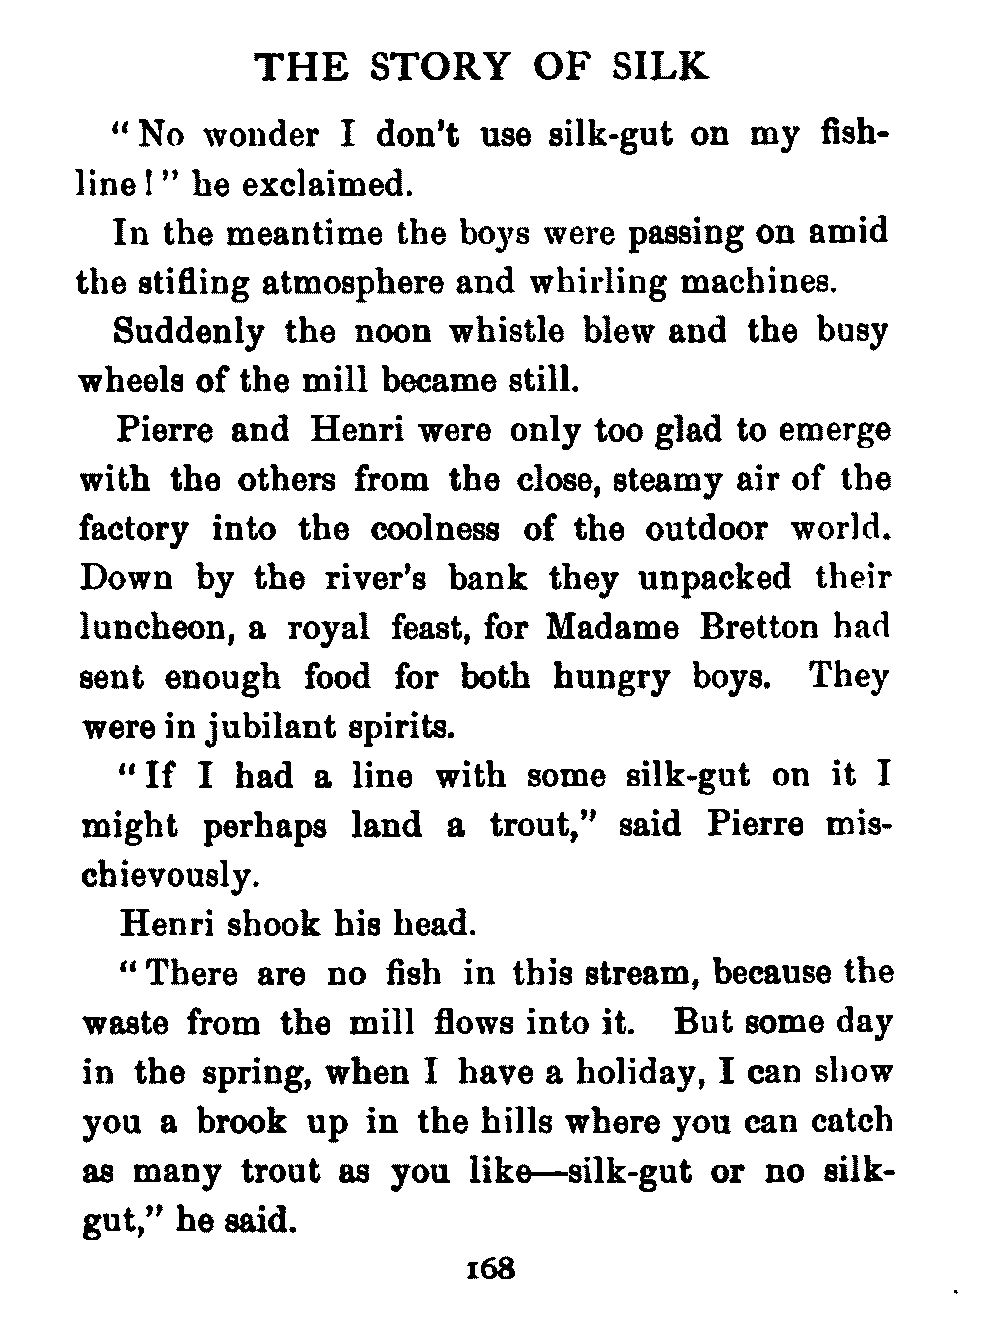 THE STORY OF SILK
“ No wonder I don't use silk-gut on my fish-
line ! ” he exclaimed.
In the meantime the boys were passing on amid
the stifling atmosphere and whirling machines.
Suddenly the noon whistle blew and the busy
wheels of the mill became still.
Pierre and Henri were only too glad to emerge
with the others from the close, steamy air of the
factory into the coolness of the outdoor world.
Down by the river's bank they unpacked their
luncheon, a royal feast, for Madame Bretton had
sent enough food for both hungry boys. They
were in jubilant spirits.
“ If I had a line with some silk-gut on it I
might perhaps land a trout,” said Pierre mis-
chievously.
Henri shook his head.
“ There are no fish in this stream, because the
waste from the mill flows into it. But some day
in the spring, when I have a holiday, I can show
you a brook up in the hills where you can catch
as many trout as you like—silk-gut or no silk-
gut,” he said.
168